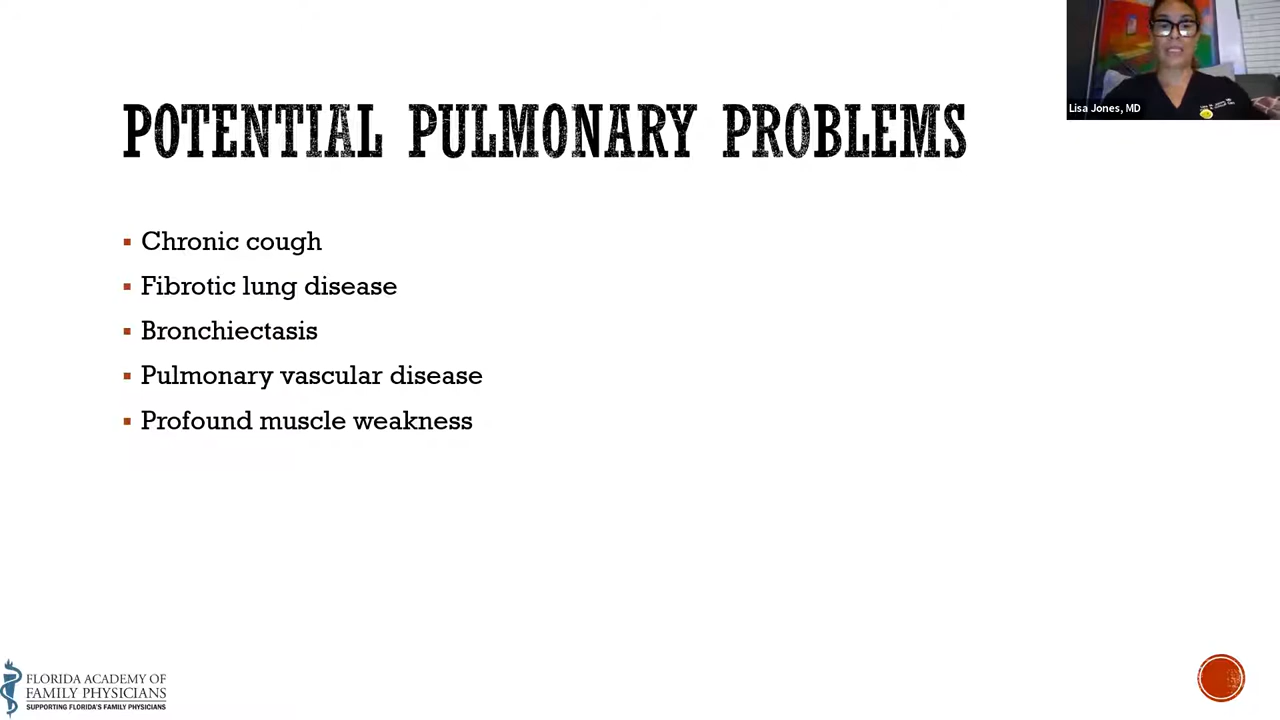 Lisa Jones, MD
POTENTIAL PULMONARY PROBLEMS
Chronic cough
Fibrotic lung disease
Bronchiectasis
Pulmonary vascular disease
Profound muscle weakness
FLORIDA ACADEMY OF
FAMILY PHYSICIANS
SUPPORTING FLORIDA'S FAMILY PHYSICIANS